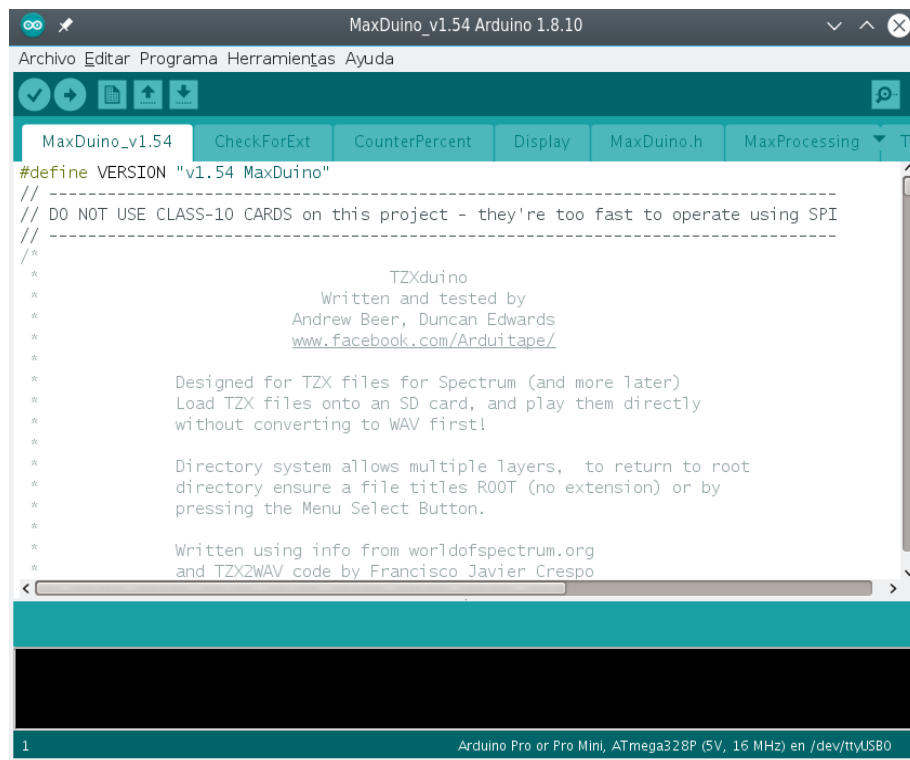 MaxDuino_v1.54 Arduino 1.8.10
Archivo Editar Programa Herramientas Ayuda
MaxDuino_v1.54 CheckForExt CounterPercent Display MaxDuino.h MaxProcessing T
#define VERSION "v1.54 MaxDuino"
// ---------------------------------------------------------------------------------
// DO NOT USE CLASS-10 CARDS on this project - they're too fast to operate using SPI
// ---------------------------------------------------------------------------------
/*
* TZXduino
* Written and tested by
* Andrew Beer, Duncan Edwards
* www.facebook.com/Arduitape/
*
* Designed for TZX files for Spectrum (and more later)
* Load TZX files onto an SD card, and play them directly
* without converting to WAV first!
*
* Directory system allows multiple layers, to return to root
* directory ensure a file titles ROOT (no extension) or by
* pressing the Menu Select Button.
*
* Written using info from worldofspectrum.org
* and TZX2WAV code by Francisco Javier Crespo
1 Arduino Pro or Pro Mini, ATmega328P (5V, 16 MHz) en /dev/ttyUSB0